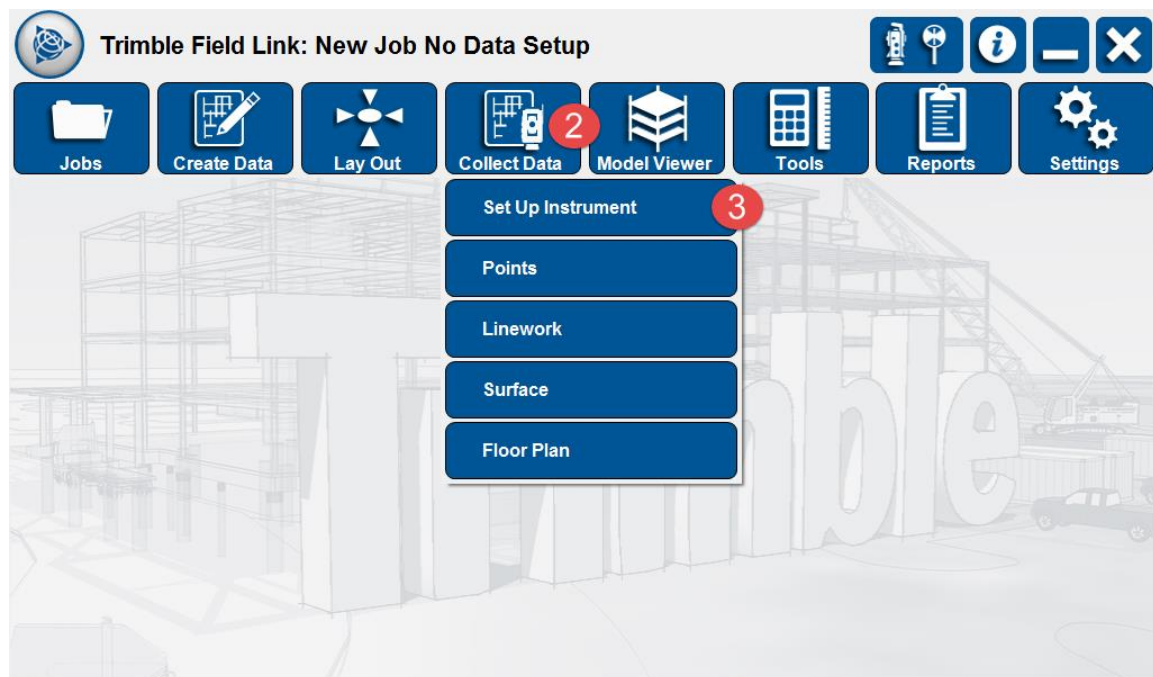 Trimble Field Link: New Job No Data Setup
Jobs
Create Data
Lay Out
Collect Data
2
Model Viewer
Tools
Reports
Settings
Set Up Instrument
3
Points
Linework
Surface
Floor Plan
Trimble